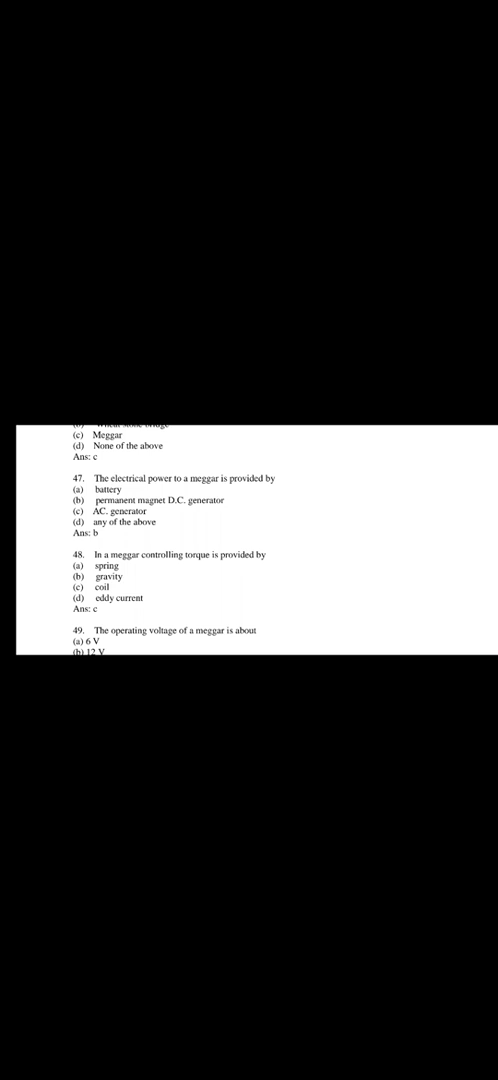 (c) Meggar
(d) None of the above
Ans: c
47. The electrical power to a meggar is provided by
(a) battery
(b) permanent magnet D.C. generator
(c) AC. generator
(d) any of the above
Ans: b
48. In a meggar controlling torque is provided by
(a) spring
(b) gravity
(c) coil
(d) eddy current
Ans: c
49. The operating voltage of a meggar is about
(a) 6 V
(b) 12 V